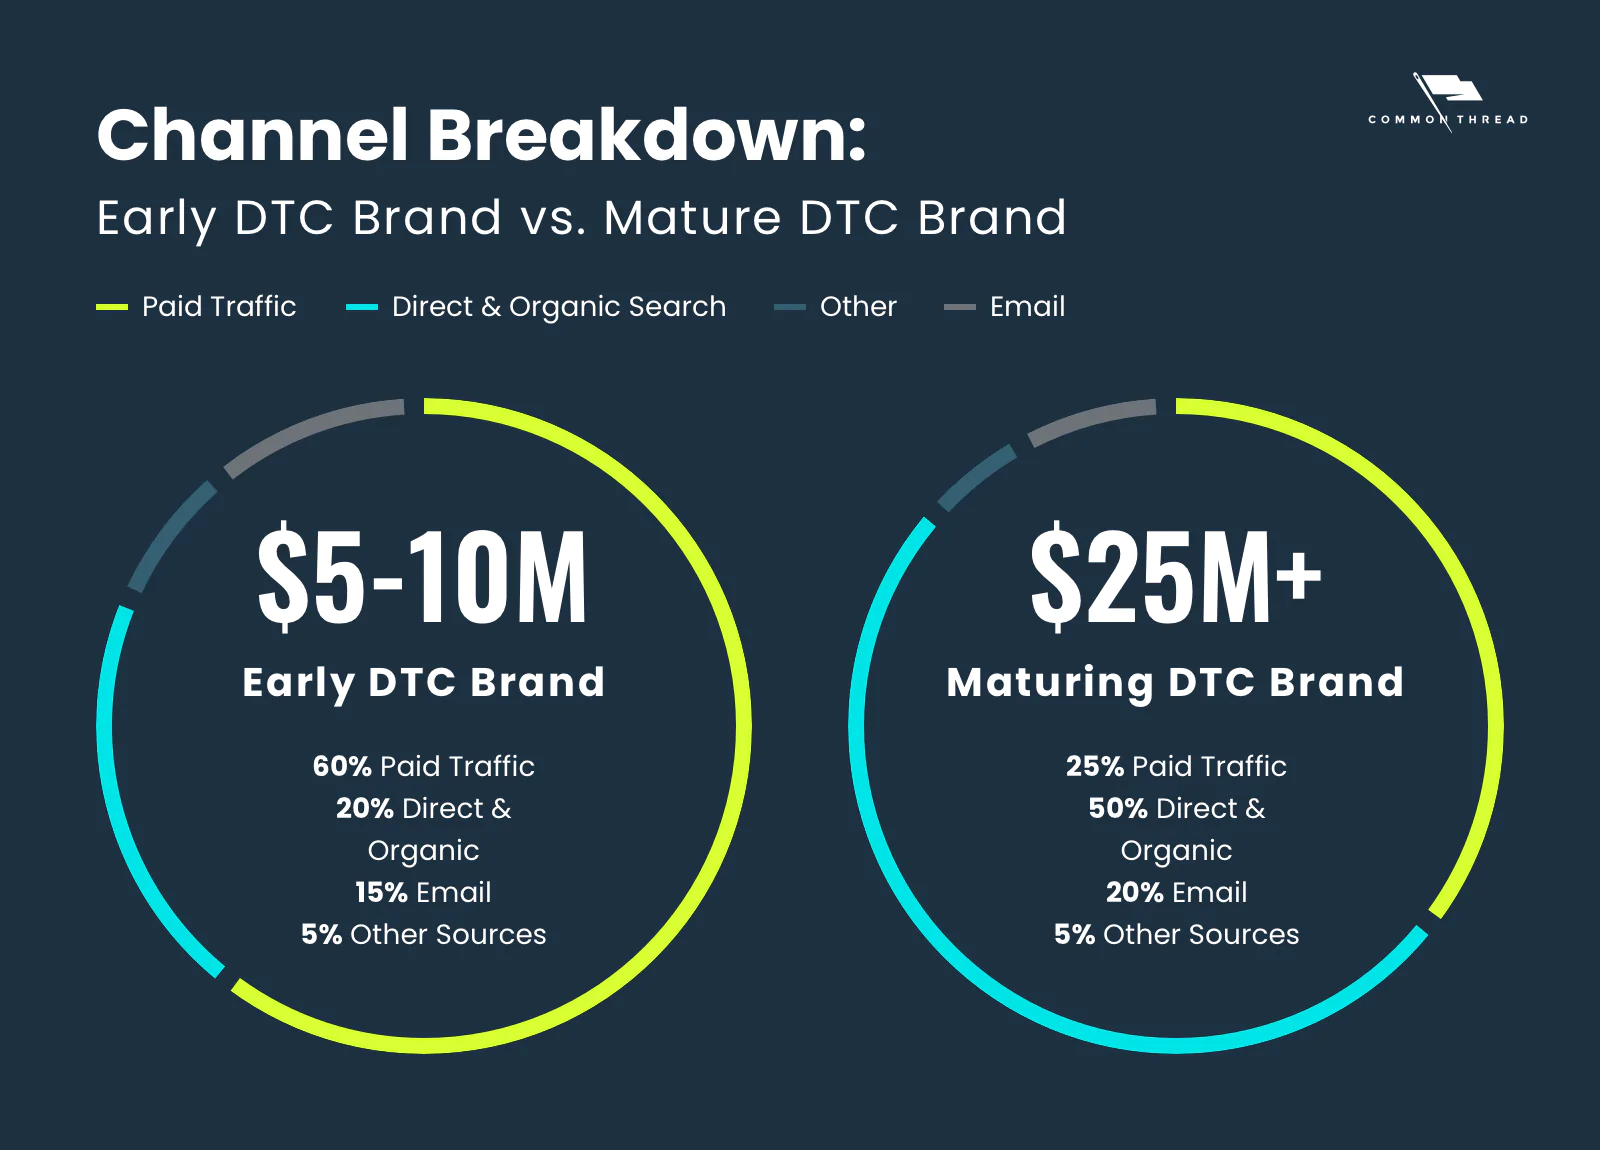 COMMON THREAD
Channel Breakdown:
Early DTC Brand vs. Mature DTC Brand
Paid Traffic
Direct & Organic Search
Other
Email
$5-10M
Early DTC Brand
60% Paid Traffic
20% Direct &
Organic
15% Email
5% Other Sources
$25M+
Maturing DTC Brand
25% Paid Traffic
50% Direct &
Organic
20% Email
5% Other Sources